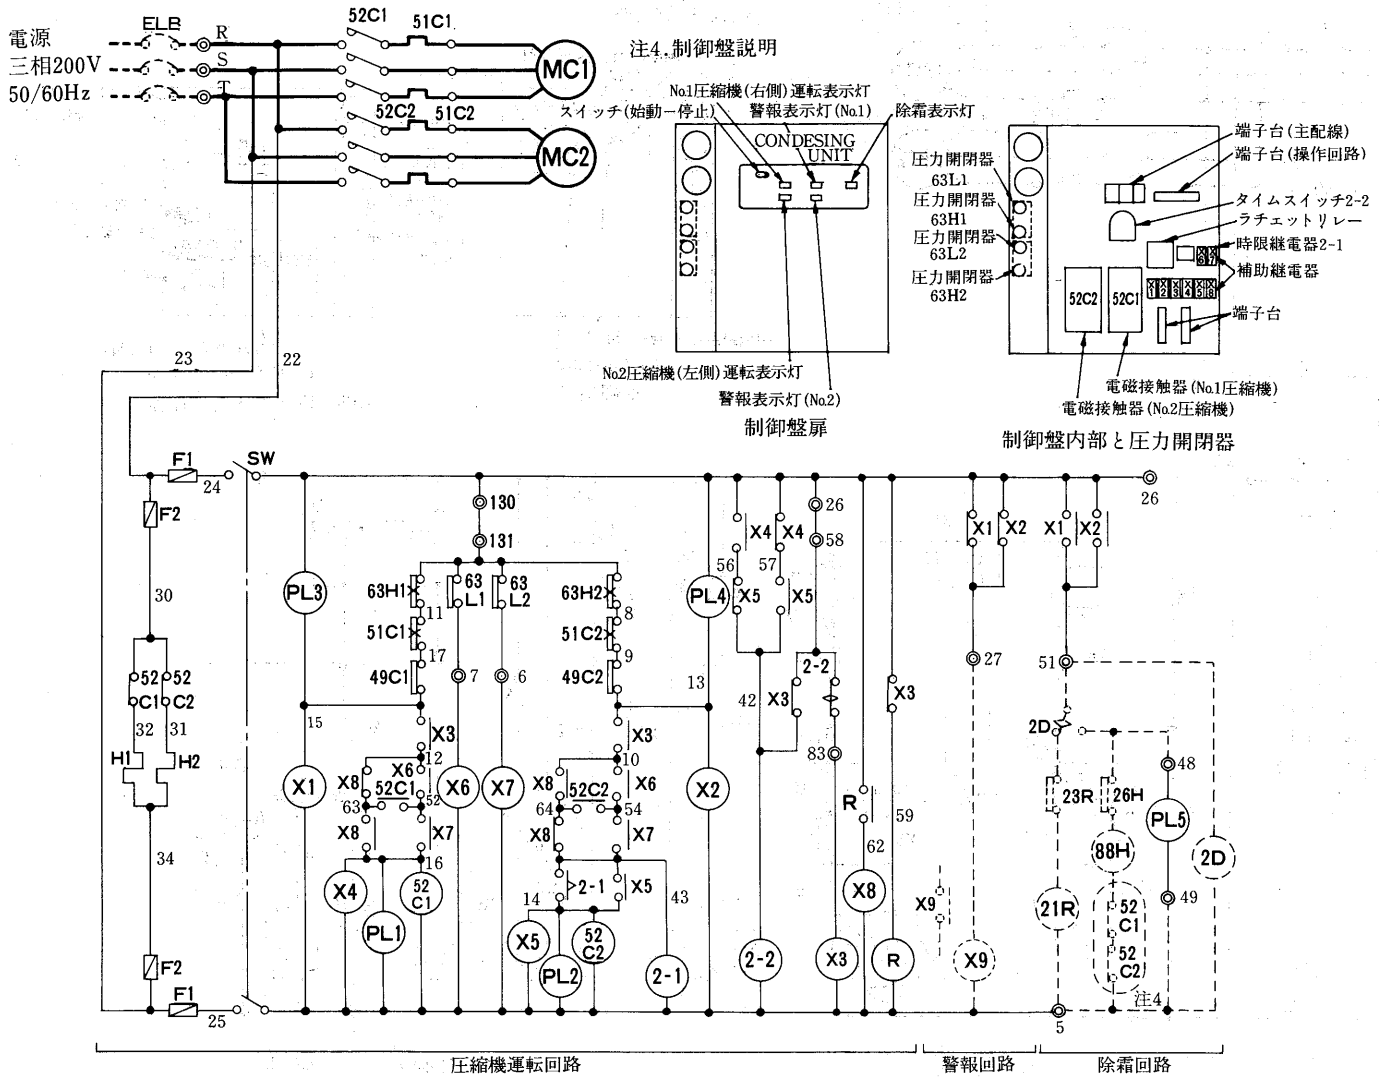 電源
三相200V
50/60Hz
ELB
R
S
T
52C1
51C1
MC1
52C2
51C2
MC2
注4.制御盤説明
No.1圧縮機(右側)運転表示灯
スイッチ(始動ー停止)
警報表示灯(No.1)
除霜表示灯
CONDESING
UNIT
No.2圧縮機(左側)運転表示灯
警報表示灯(No.2)
制御盤扉
圧力開閉器
63L1
圧力開閉器
63H1
圧力開閉器
63L2
圧力開閉器
63H2
端子台(主配線)
端子台(操作回路)
タイムスイッチ2-2
ラチェットリレー
時限継電器2-1
補助継電器
端子台
X6
X7
X1
X2
X3
X4
X5
X8
52C2
52C1
電磁接触器(No.1圧縮機)
電磁接触器(No.2圧縮機)
制御盤内部と圧力開閉器
23
22
F1
24
SW
F2
30
52
C1
52
C2
32
31
H1
H2
34
F2
F1
25
PL3
15
X1
130
131
63H1
11
51C1
17
49C1
63
L1
63
L2
7
6
X3
12
X8
X6
52C1
63
52
X8
X7
16
X4
PL1
52
C1
X6
X7
63H2
8
51C2
9
49C2
X3
10
X8
X6
52C2
64
54
X8
X7
2-1
X5
14
43
X5
PL2
52
C2
2-1
PL4
13
X2
X4
X4
56
57
X5
X5
42
2-2
26
58
2-2
X3
83
X3
X3
R
59
62
X8
R
X1
X2
27
X9
X9
X1
X2
26
51
2D
23R
26H
48
PL5
88H
2D
21R
49
52
C1
52
C2
注4
5
圧縮機運転回路
警報回路
除霜回路